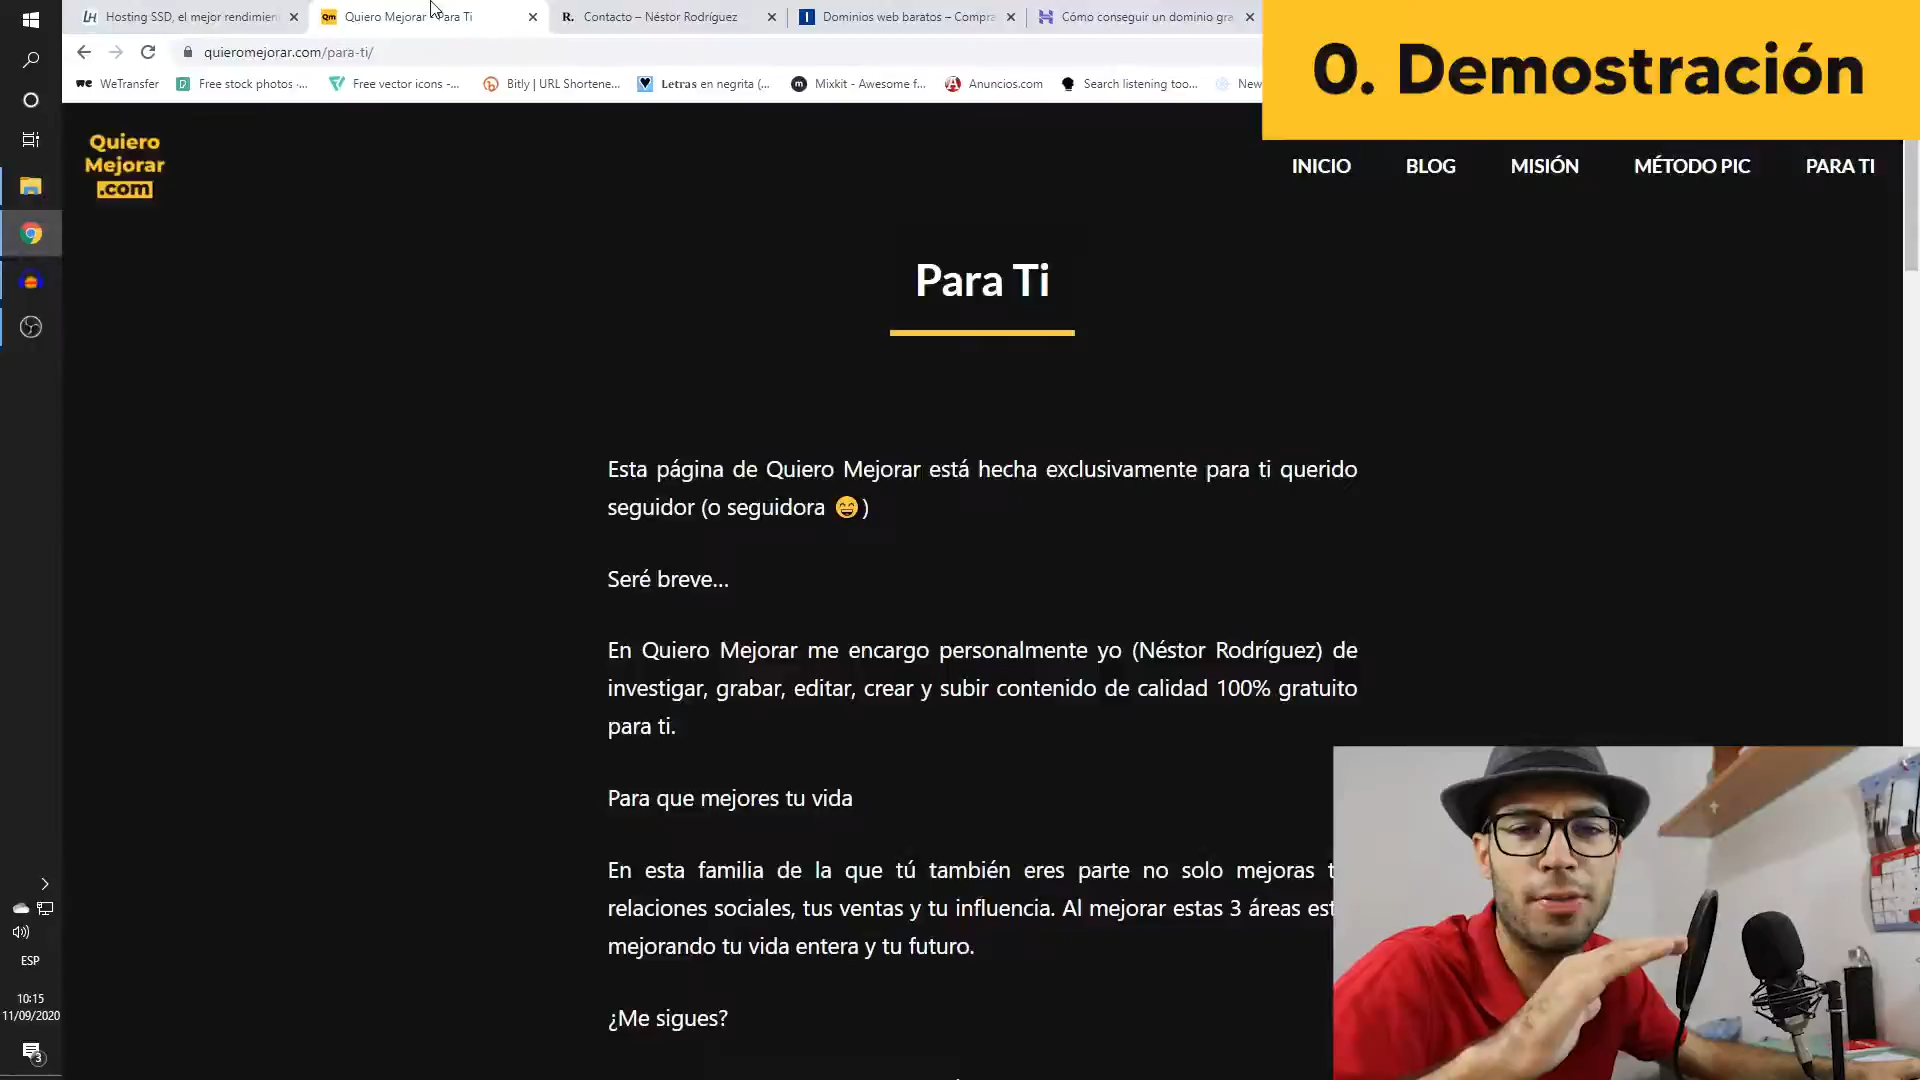 Hosting SSD, el mejor rendimien
Quiero Mejorar Para Ti
R. Contacto – Néstor Rodríguez
Dominios web baratos – Compra
Cómo conseguir un dominio gra
0. Demostración
quieromejorar.com/para-ti/
WeTransfer
Free stock photos ·...
Free vector icons -...
Bitly | URL Shortene...
Letras en negrita (...
Mixkit - Awesome f...
Anuncios.com
Search listening too...
New
Quiero
Mejorar
.com
INICIO
BLOG
MISIÓN
MÉTODO PIC
PARA TI
Para Ti
Esta página de Quiero Mejorar está hecha exclusivamente para ti querido
seguidor (o seguidora 😄)
Seré breve...
En Quiero Mejorar me encargo personalmente yo (Néstor Rodríguez) de
investigar, grabar, editar, crear y subir contenido de calidad 100% gratuito
para ti.
Para que mejores tu vida
En esta familia de la que tú también eres parte no solo mejoras t
relaciones sociales, tus ventas y tu influencia. Al mejorar estas 3 áreas est
mejorando tu vida entera y tu futuro.
¿Me sigues?
ESP
10:15
11/09/2020
3